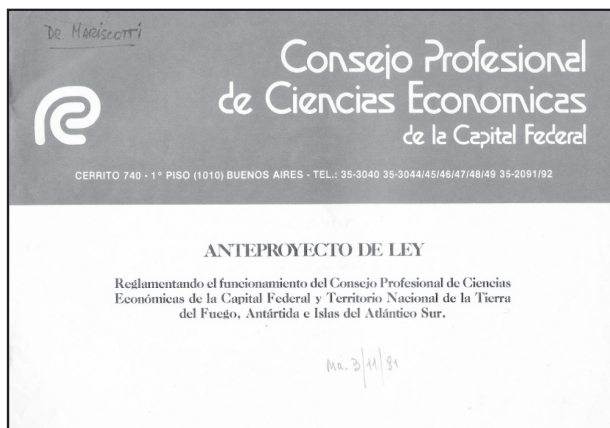 Dr. Mariscotti
Consejo Profesional
de Ciencias Económicas
de la Capital Federal
CERRITO 740 - 1° PISO (1010) BUENOS AIRES - TEL.: 35-3040 35-3044/45/46/47/48/49 35-2091/92
ANTEPROYECTO DE LEY
Reglamentando el funcionamiento del Consejo Profesional de Ciencias
Económicas de la Capital Federal y Territorio Nacional de la Tierra
del Fuego, Antártida e Islas del Atlántico Sur.
Ma. 3/11/81